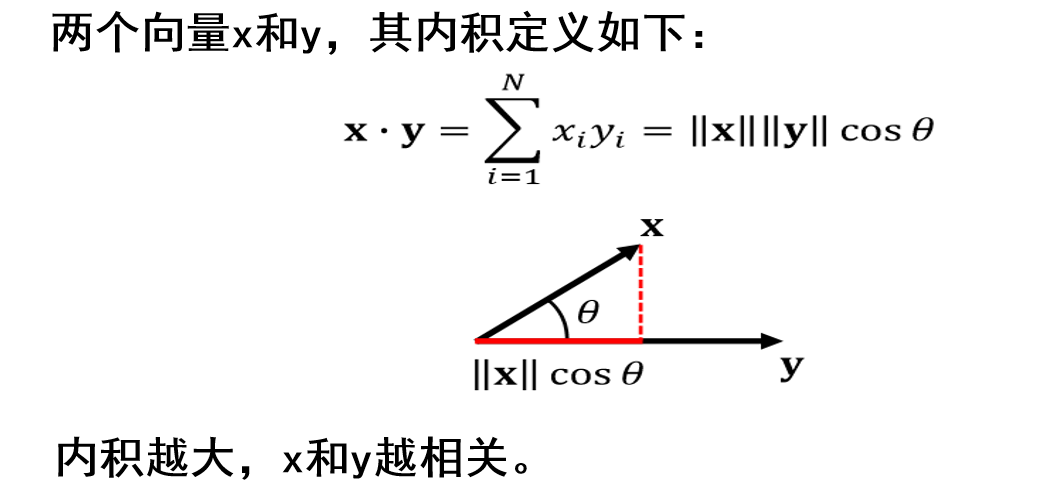 两个向量x和y，其内积定义如下：
𝐱 · 𝐲 = ∑_{i=1}^{N} x_i y_i = ‖𝐱‖‖𝐲‖ cos θ
𝐱
θ
‖𝐱‖ cos θ
𝐲
内积越大，x和y越相关。